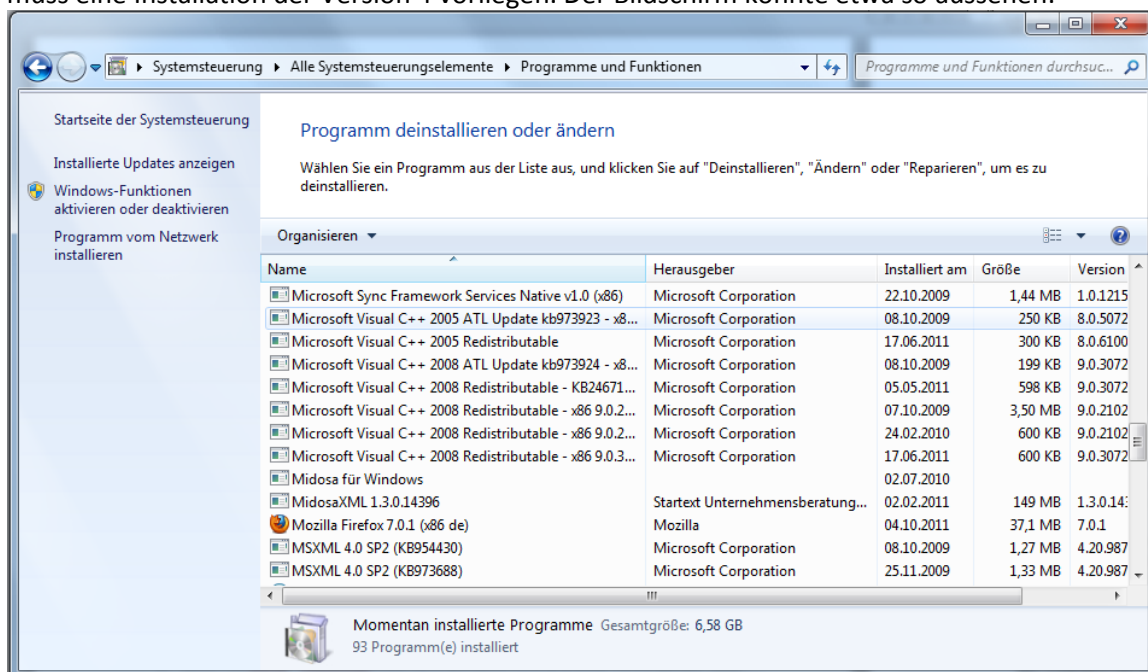 muss eine Installation der Version 4 vorliegen. Der Bildschirm könnte etwa so aussehen:
Systemsteuerung Alle Systemsteuerungselemente Programme und Funktionen Programme und Funktionen durchsuc...
Startseite der Systemsteuerung
Installierte Updates anzeigen
Windows-Funktionen
aktivieren oder deaktivieren
Programm vom Netzwerk
installieren
Programm deinstallieren oder ändern
Wählen Sie ein Programm aus der Liste aus, und klicken Sie auf "Deinstallieren", "Ändern" oder "Reparieren", um es zu
deinstallieren.
Organisieren
Name Herausgeber Installiert am Größe Version
Microsoft Sync Framework Services Native v1.0 (x86) Microsoft Corporation 22.10.2009 1,44 MB 1.0.1215
Microsoft Visual C++ 2005 ATL Update kb973923 - x8... Microsoft Corporation 08.10.2009 250 KB 8.0.5072
Microsoft Visual C++ 2005 Redistributable Microsoft Corporation 17.06.2011 300 KB 8.0.6100
Microsoft Visual C++ 2008 ATL Update kb973924 - x8... Microsoft Corporation 08.10.2009 199 KB 9.0.3072
Microsoft Visual C++ 2008 Redistributable - KB24671... Microsoft Corporation 05.05.2011 598 KB 9.0.3072
Microsoft Visual C++ 2008 Redistributable - x86 9.0.2... Microsoft Corporation 07.10.2009 3,50 MB 9.0.2102
Microsoft Visual C++ 2008 Redistributable - x86 9.0.2... Microsoft Corporation 24.02.2010 600 KB 9.0.2102
Microsoft Visual C++ 2008 Redistributable - x86 9.0.3... Microsoft Corporation 17.06.2011 600 KB 9.0.3072
Midosa für Windows 02.07.2010
MidosaXML 1.3.0.14396 Startext Unternehmensberatung... 02.02.2011 149 MB 1.3.0.143
Mozilla Firefox 7.0.1 (x86 de) Mozilla 04.10.2011 37,1 MB 7.0.1
MSXML 4.0 SP2 (KB954430) Microsoft Corporation 08.10.2009 1,27 MB 4.20.987
MSXML 4.0 SP2 (KB973688) Microsoft Corporation 25.11.2009 1,33 MB 4.20.987
Momentan installierte Programme Gesamtgröße: 6,58 GB
93 Programm(e) installiert